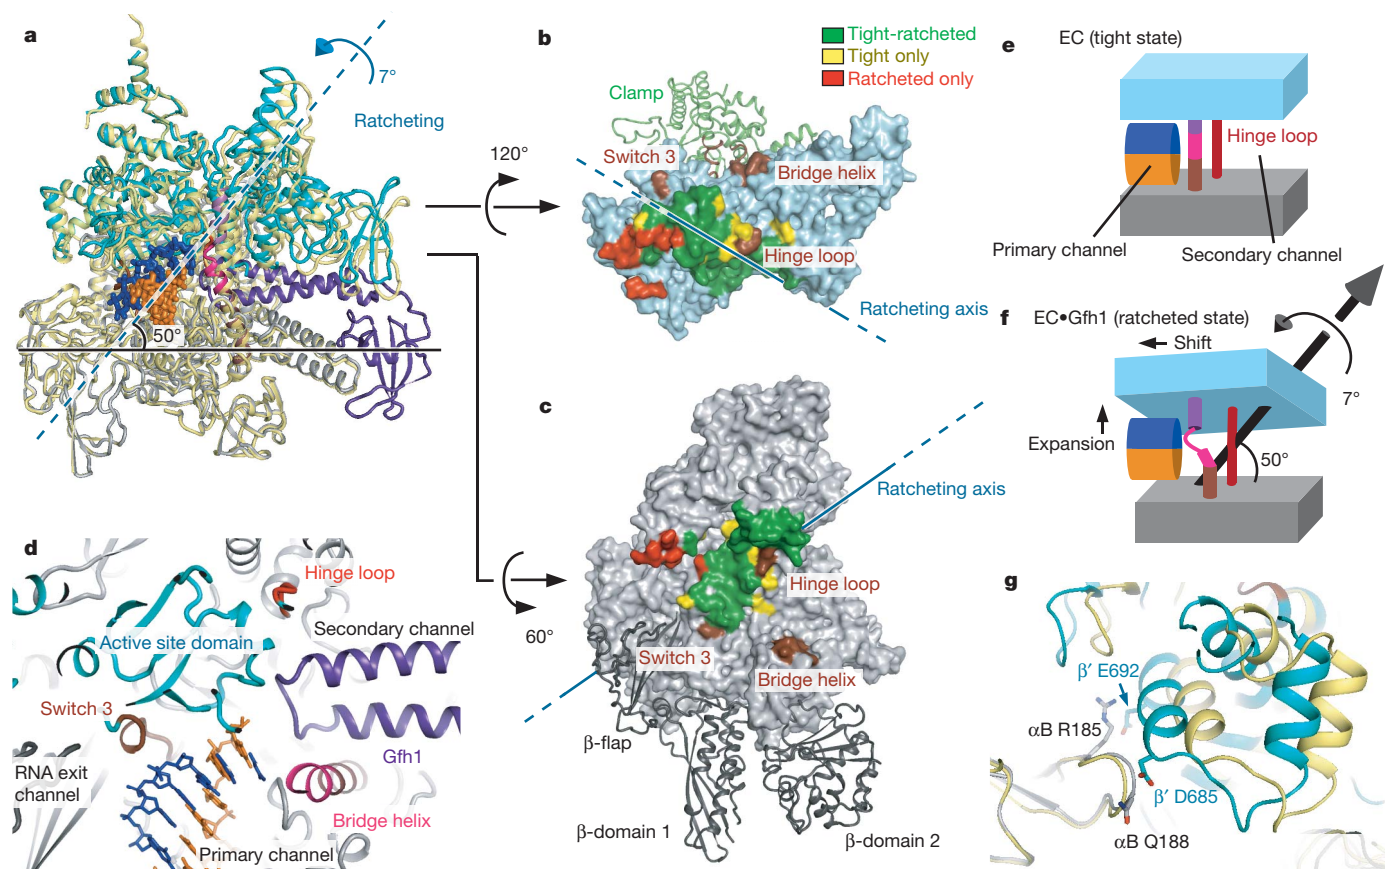 a
7°
Ratcheting
50°
120°
60°
b
Tight-ratcheted
Tight only
Ratcheted only
Clamp
Switch 3
Bridge helix
Hinge loop
Ratcheting axis
c
Ratcheting axis
Hinge loop
Switch 3
Bridge helix
β-flap
β-domain 1
β-domain 2
d
Hinge loop
Active site domain
Secondary channel
Switch 3
Gfh1
RNA exit
channel
Bridge helix
Primary channel
e
EC (tight state)
Hinge loop
Primary channel
Secondary channel
f
EC•Gfh1 (ratcheted state)
Shift
7°
Expansion
50°
g
β′ E692
αB R185
β′ D685
αB Q188